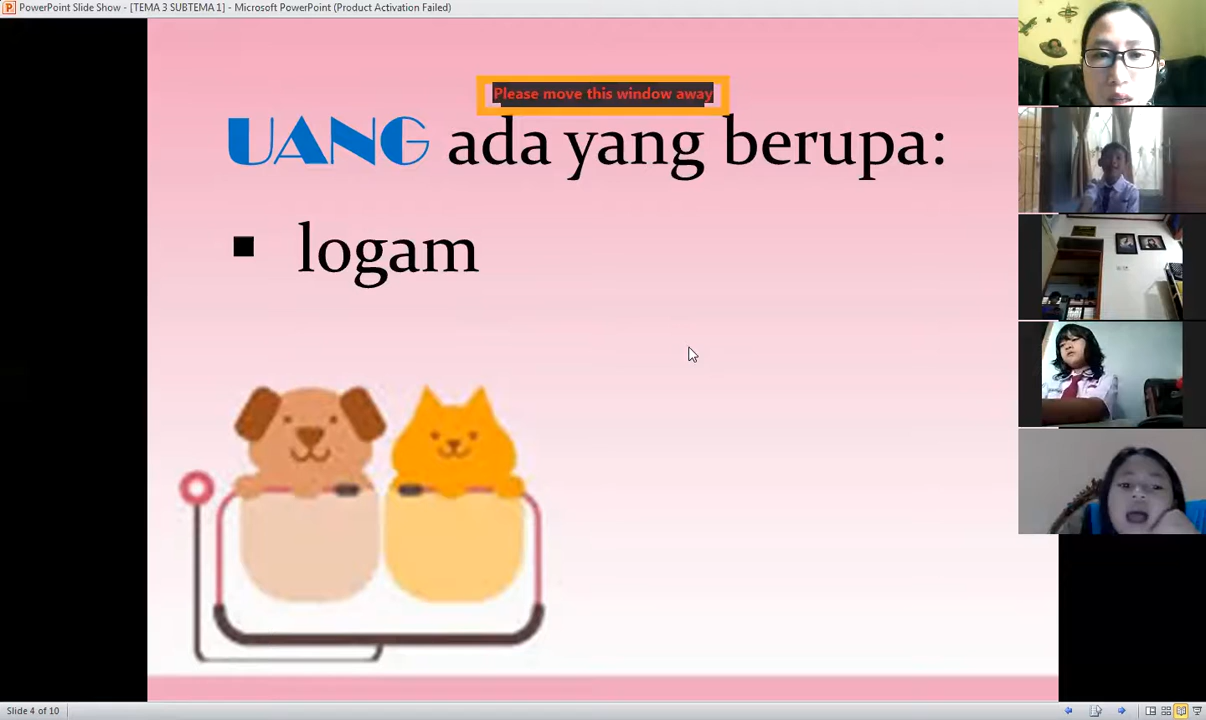 PowerPoint Slide Show - [TEMA 3 SUBTEMA 1] - Microsoft PowerPoint (Product Activation Failed)
Please move this window away
UANG ada yang berupa:
▪ logam
Slide 4 of 10